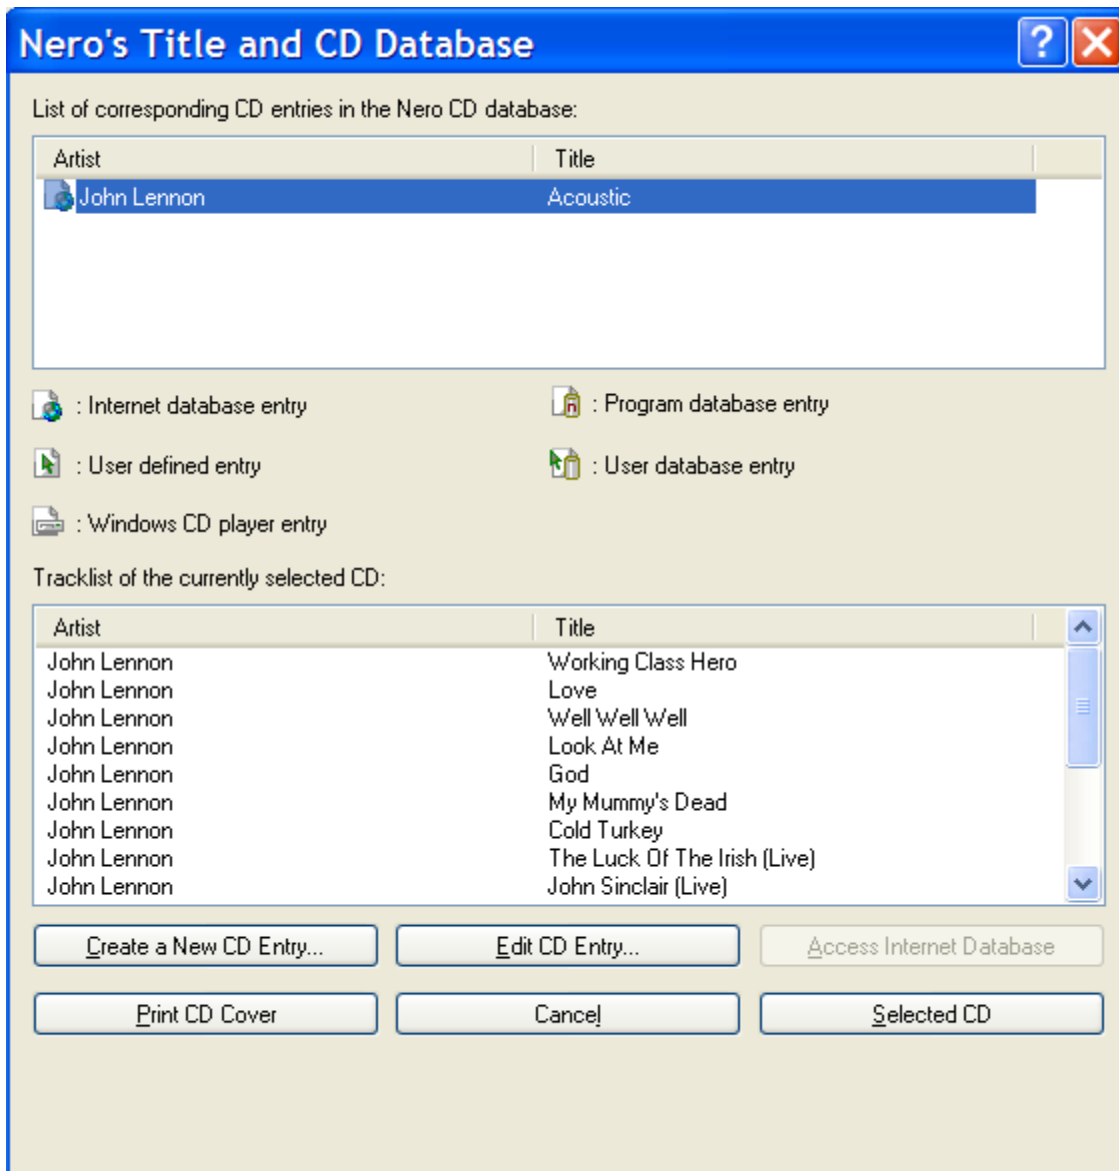 Nero's Title and CD Database
List of corresponding CD entries in the Nero CD database:
Artist Title
John Lennon Acoustic
: Internet database entry : Program database entry
: User defined entry : User database entry
: Windows CD player entry
Tracklist of the currently selected CD:
Artist Title
John Lennon Working Class Hero
John Lennon Love
John Lennon Well Well Well
John Lennon Look At Me
John Lennon God
John Lennon My Mummy's Dead
John Lennon Cold Turkey
John Lennon The Luck Of The Irish (Live)
John Lennon John Sinclair (Live)
Create a New CD Entry... Edit CD Entry... Access Internet Database
Print CD Cover Cancel Selected CD